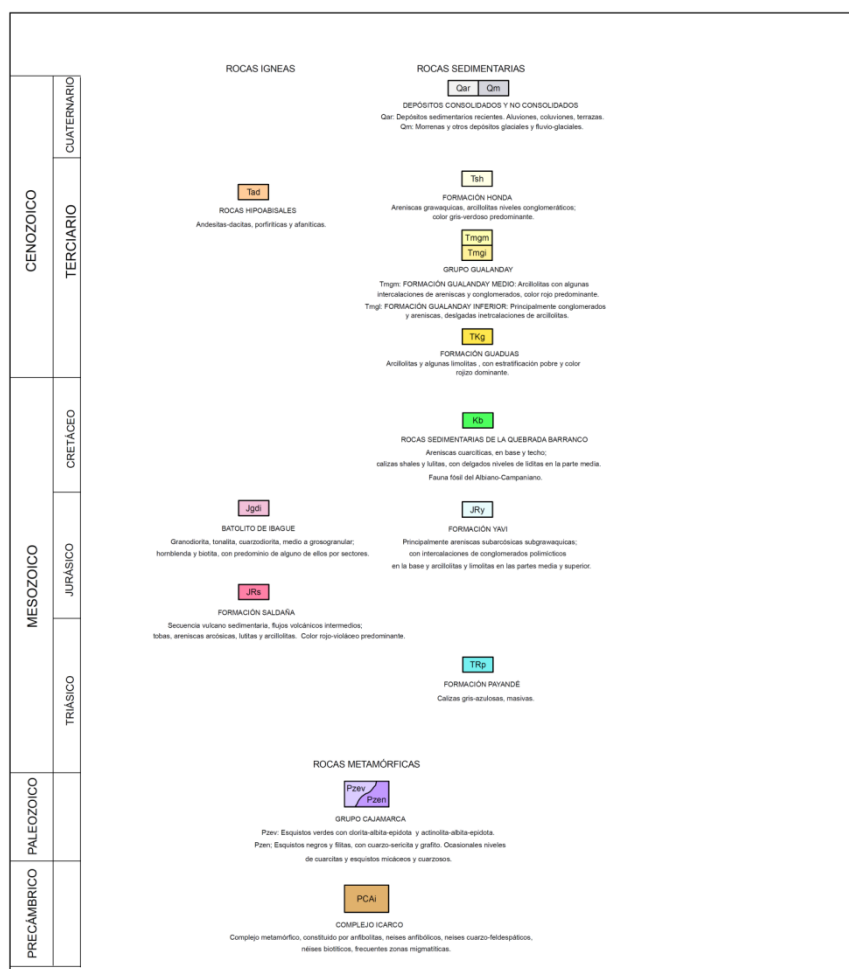 ROCAS IGNEAS
ROCAS SEDIMENTARIAS
CENOZOICO
CUATERNARIO
Qar
Qm
DEPÓSITOS CONSOLIDADOS Y NO CONSOLIDADOS
Qar: Depósitos sedimentarios recientes. Aluviones, coluviones, terrazas.
Qm: Morrenas y otros depósitos glaciales y fluvio-glaciales.
TERCIARIO
Tad
ROCAS HIPOABISALES
Andesitas-dacitas, porfiríticas y afaníticas.
Tsh
FORMACIÓN HONDA
Areniscas grawaquicas, arcillolitas niveles conglomeráticos;
color gris-verdoso predominante.
Tmgm
Tmgi
GRUPO GUALANDAY
Tmgm: FORMACIÓN GUALANDAY MEDIO: Arcillolitas con algunas
intercalaciones de areniscas y conglomerados, color rojo predominante.
TmgI: FORMACIÓN GUALANDAY INFERIOR: Principalmente conglomerados
y areniscas, deslgadas inetrcalaciones de arcillolitas.
TKg
FORMACIÓN GUADUAS
Arcillolitas y algunas limolitas , con estratificación pobre y color
rojizo dominante.
MESOZOICO
CRETÁCEO
Kb
ROCAS SEDIMENTARIAS DE LA QUEBRADA BARRANCO
Areniscas cuarcíticas, en base y techo;
calizas shales y lulitas, con delgados niveles de liditas en la parte media.
Fauna fósil del Albiano-Campaniano.
JURÁSICO
Jgdi
BATOLITO DE IBAGUE
Granodiorita, tonalita, cuarzodiorita, medio a grosogranular;
hornblenda y biotita, con predominio de alguno de ellos por sectores.
JRy
FORMACIÓN YAVI
Principalmente areniscas subarcósicas subgrawaquicas;
con intercalaciones de conglomerados polimícticos
en la base y arcillolitas y limolitas en las partes media y superior.
JRs
FORMACIÓN SALDAÑA
Secuencia vulcano sedimentaria, flujos volcánicos intermedios;
tobas, areniscas arcósicas, lutitas y arcillolitas. Color rojo-violáceo predominante.
TRIÁSICO
TRp
FORMACIÓN PAYANDÉ
Calizas gris-azulosas, masivas.
ROCAS METAMÓRFICAS
PALEOZOICO
Pzev
Pzen
GRUPO CAJAMARCA
Pzev: Esquistos verdes con clorita-albita-epidota y actinolita-albita-epidota.
Pzen; Esquistos negros y filitas, con cuarzo-sericita y grafito. Ocasionales niveles
de cuarcitas y esquistos micáceos y cuarzosos.
PRECÁMBRICO
PCAi
COMPLEJO ICARCO
Complejo metamórfico, constituido por anfibolitas, neises anfibólicos, neises cuarzo-feldespáticos,
néises biotíticos, frecuentes zonas migmatíticas.